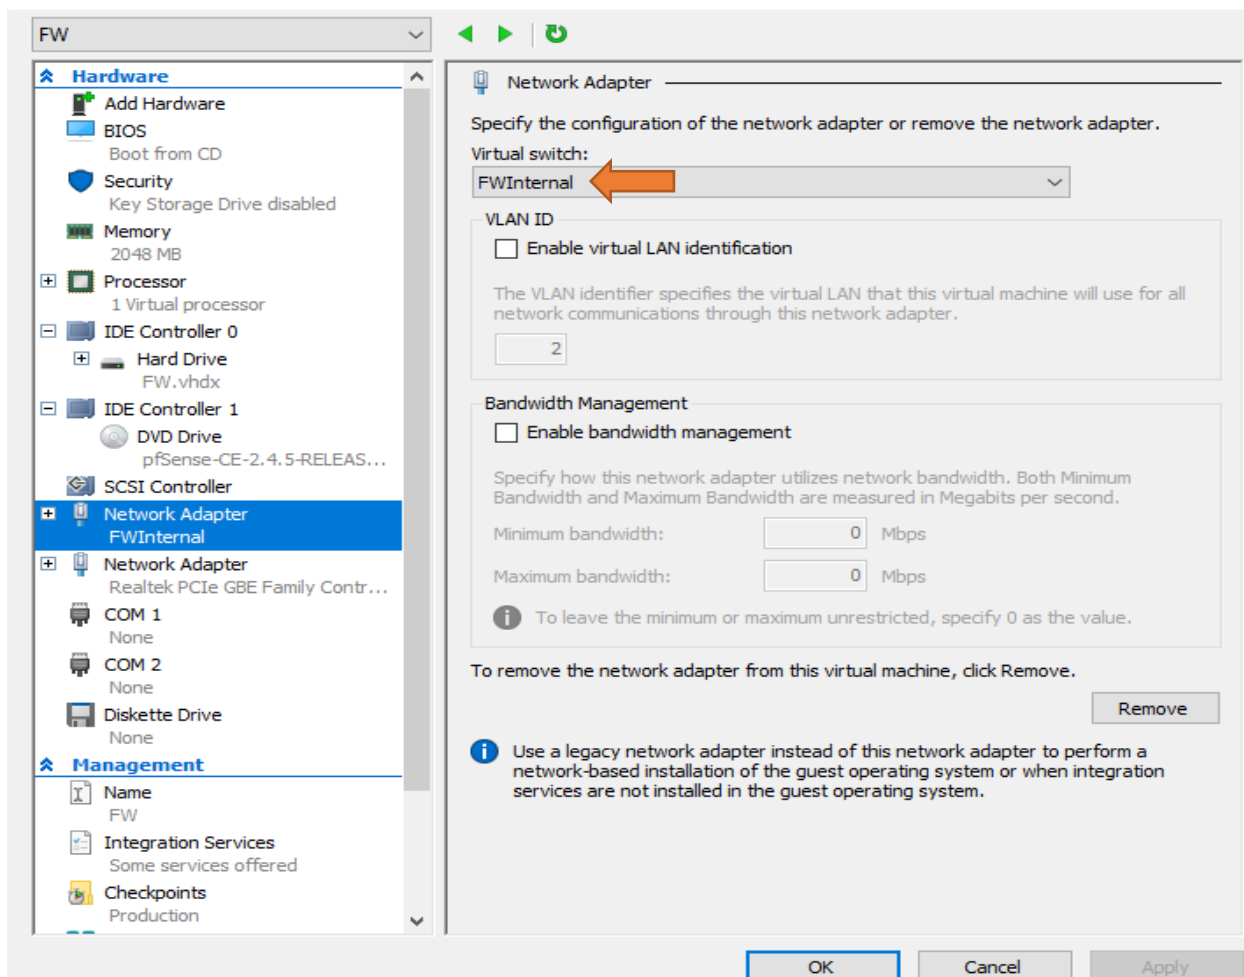 FW
Hardware
Add Hardware
BIOS
Boot from CD
Security
Key Storage Drive disabled
Memory
2048 MB
Processor
1 Virtual processor
IDE Controller 0
Hard Drive
FW.vhdx
IDE Controller 1
DVD Drive
pfSense-CE-2.4.5-RELEAS...
SCSI Controller
Network Adapter
FWInternal
Network Adapter
Realtek PCIe GBE Family Contr...
COM 1
None
COM 2
None
Diskette Drive
None
Management
Name
FW
Integration Services
Some services offered
Checkpoints
Production
Network Adapter
Specify the configuration of the network adapter or remove the network adapter.
Virtual switch:
FWInternal
VLAN ID
Enable virtual LAN identification
The VLAN identifier specifies the virtual LAN that this virtual machine will use for all
network communications through this network adapter.
2
Bandwidth Management
Enable bandwidth management
Specify how this network adapter utilizes network bandwidth. Both Minimum
Bandwidth and Maximum Bandwidth are measured in Megabits per second.
Minimum bandwidth: 0 Mbps
Maximum bandwidth: 0 Mbps
To leave the minimum or maximum unrestricted, specify 0 as the value.
To remove the network adapter from this virtual machine, click Remove.
Remove
Use a legacy network adapter instead of this network adapter to perform a
network-based installation of the guest operating system or when integration
services are not installed in the guest operating system.
OK Cancel Apply